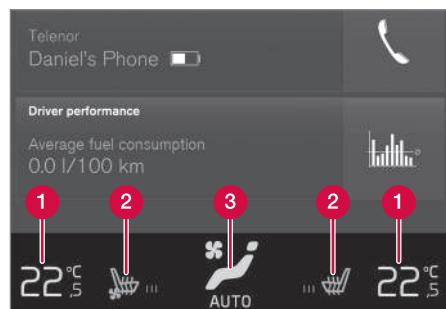 Telenor
Daniel's Phone
Driver performance
Average fuel consumption
0.0 l/100 km
1
2
3
2
1
22,5 °C
22,5 °C
AUTO